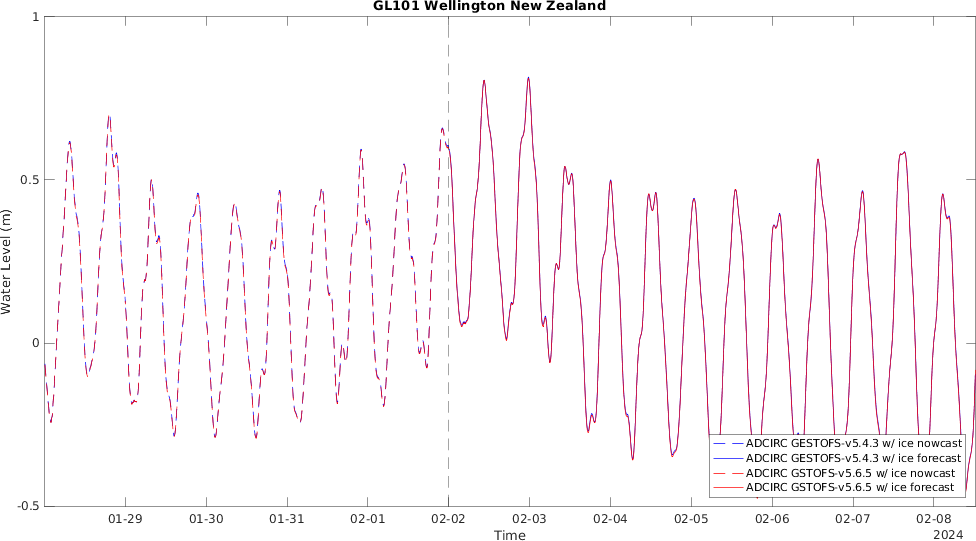 GL101 Wellington New Zealand
1
0.5
0
-0.5
Water Level (m)
01-29 01-30 01-31 02-01 02-02 02-03 02-04 02-05 02-06 02-07 02-08
Time
2024
ADCIRC GESTOFS-v5.4.3 w/ ice nowcast
ADCIRC GESTOFS-v5.4.3 w/ ice forecast
ADCIRC GSTOFS-v5.6.5 w/ ice nowcast
ADCIRC GSTOFS-v5.6.5 w/ ice forecast